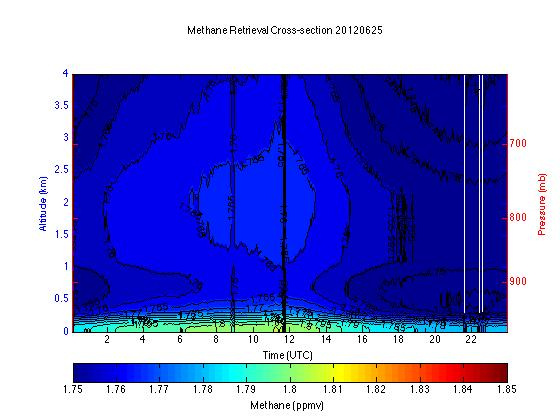 Methane Retrieval Cross-section 20120625
4
3.5
3
2.5
2
1.5
1
0.5
0
Altitude (km)
700
800
900
Pressure (mb)
2 4 6 8 10 12 14 16 18 20 22
Time (UTC)
1.75 1.76 1.77 1.78 1.79 1.8 1.81 1.82 1.83 1.84 1.85
Methane (ppmv)